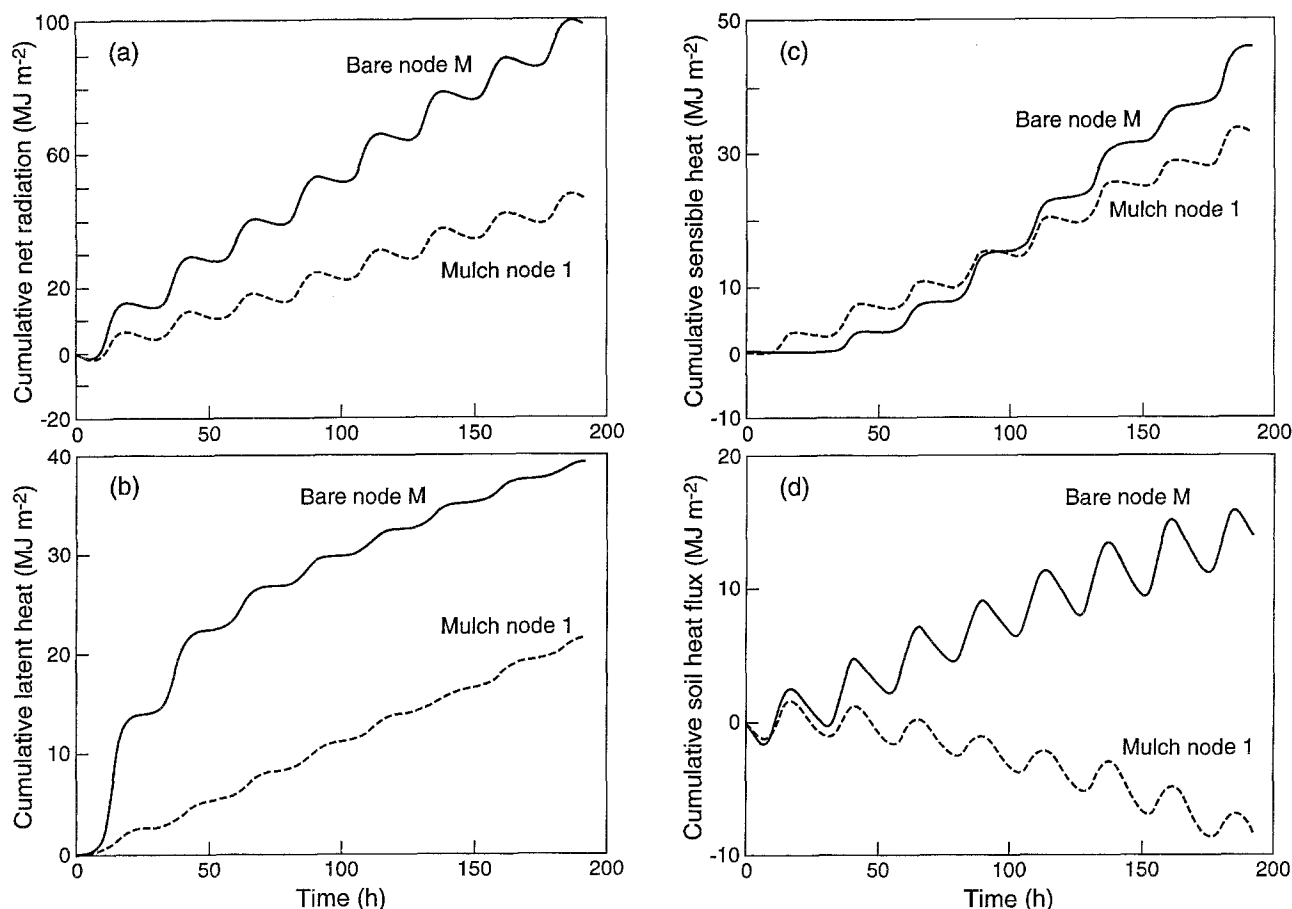 (a)
Bare node M
Mulch node 1
Cumulative net radiation (MJ m-2)
100
60
20
0
-20
0 50 100 150 200
(c)
Bare node M
Mulch node 1
Cumulative sensible heat (MJ m-2)
50
30
10
0
-10
0 50 100 150 200
(b)
Bare node M
Mulch node 1
Cumulative latent heat (MJ m-2)
40
30
20
10
0
0 50 100 150 200
Time (h)
(d)
Bare node M
Mulch node 1
Cumulative soil heat flux (MJ m-2)
20
10
0
-10
0 50 100 150 200
Time (h)